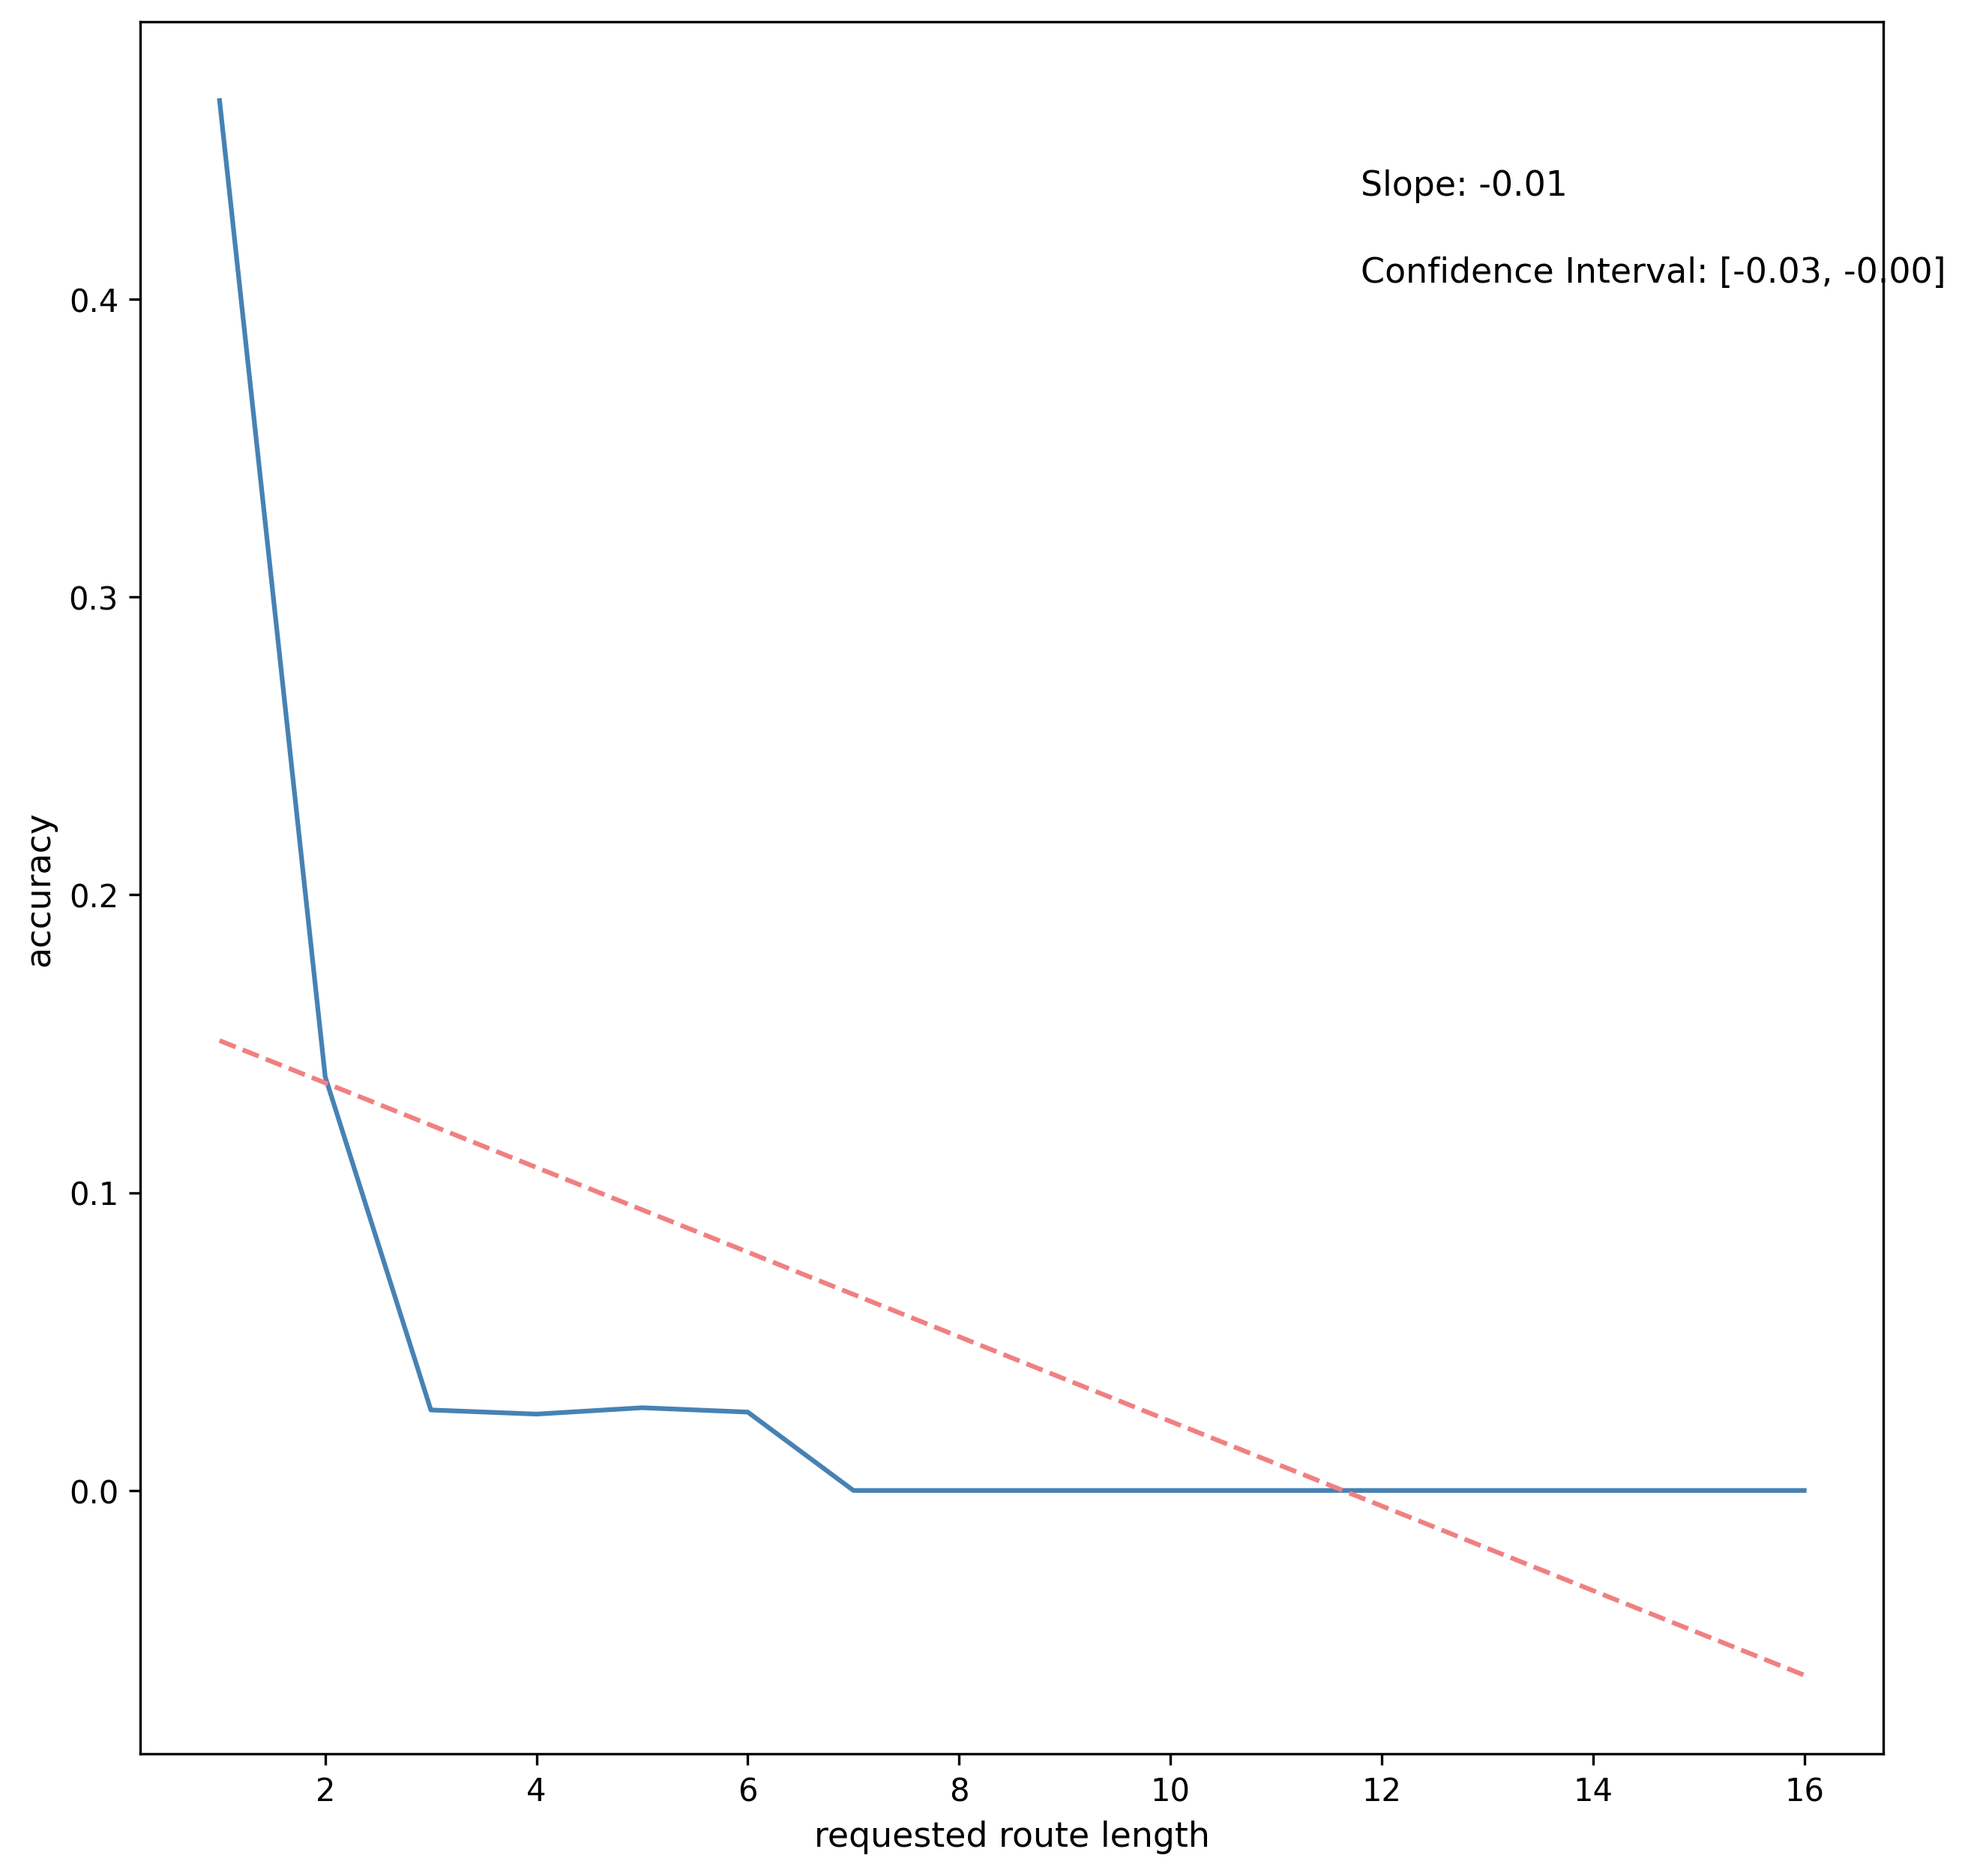 Slope: -0.01
Confidence Interval: [-0.03, -0.00]
0.4
0.3
0.2
0.1
0.0
accuracy
2 4 6 8 10 12 14 16
requested route length